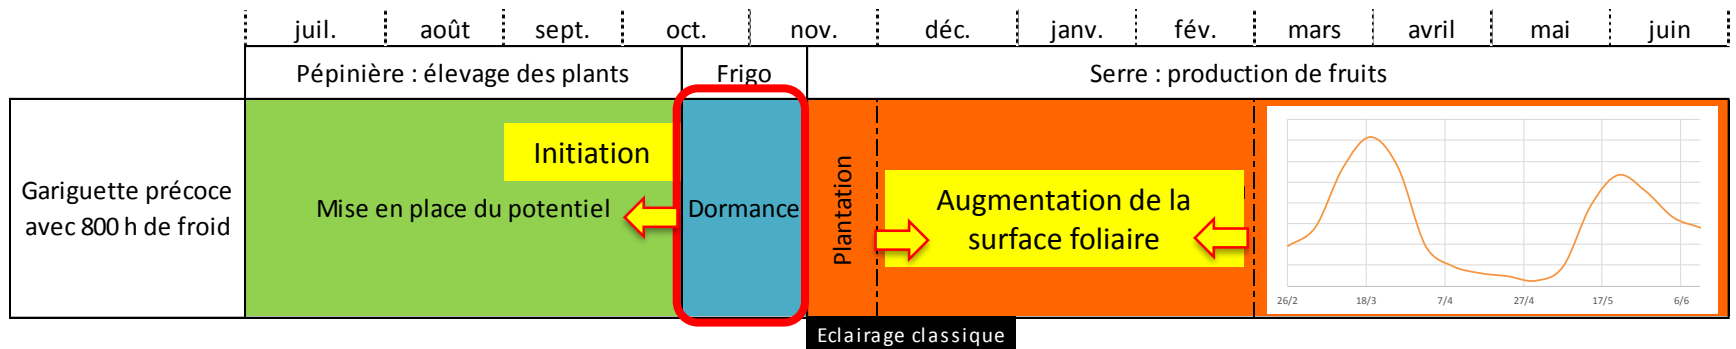 juil. août sept. oct. nov. déc. janv. fév. mars avril mai juin
Pépinière : élevage des plants Frigo Serre : production de fruits
Gariguette précoce
avec 800 h de froid
Initiation
Mise en place du potentiel
Dormance
Plantation
Augmentation de la
surface foliaire
26/2 18/3 7/4 27/4 17/5 6/6
Eclairage classique